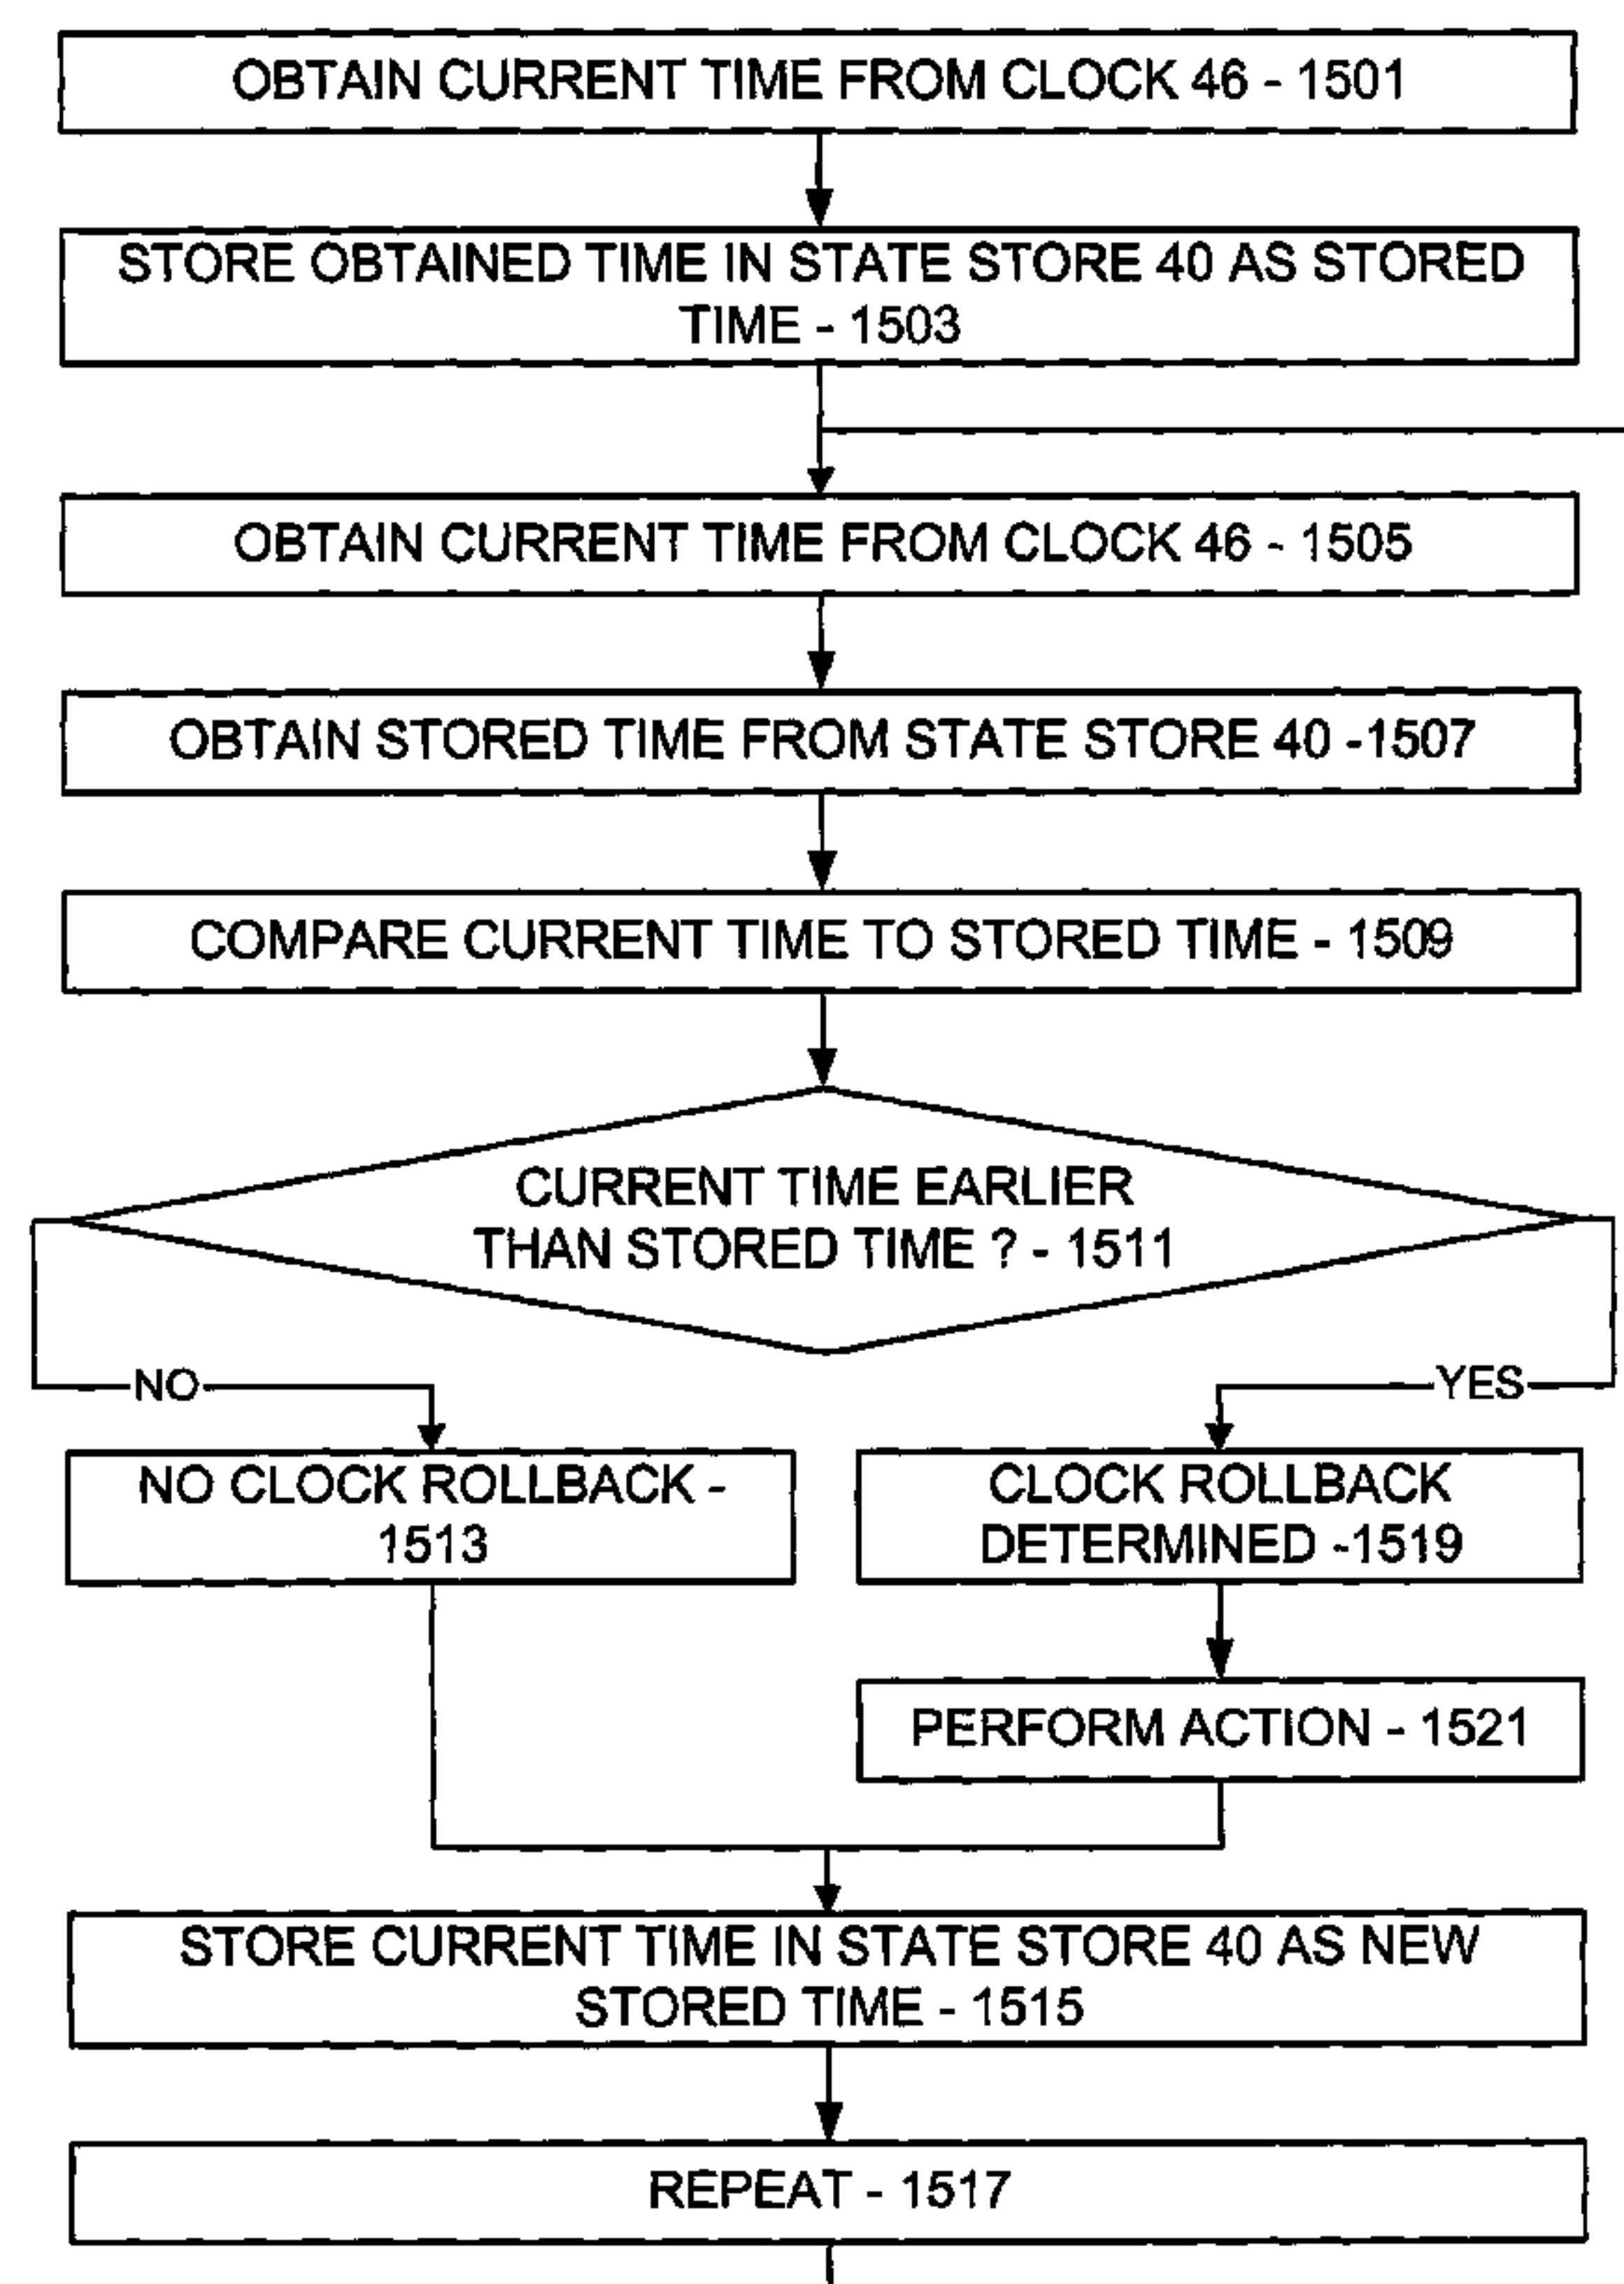 OBTAIN CURRENT TIME FROM CLOCK 46 - 1501
STORE OBTAINED TIME IN STATE STORE 40 AS STORED
TIME - 1503
OBTAIN CURRENT TIME FROM CLOCK 46 - 1505
OBTAIN STORED TIME FROM STATE STORE 40 -1507
COMPARE CURRENT TIME TO STORED TIME - 1509
CURRENT TIME EARLIER
THAN STORED TIME ? - 1511
NO
YES
NO CLOCK ROLLBACK -
1513
CLOCK ROLLBACK
DETERMINED -1519
PERFORM ACTION - 1521
STORE CURRENT TIME IN STATE STORE 40 AS NEW
STORED TIME - 1515
REPEAT - 1517